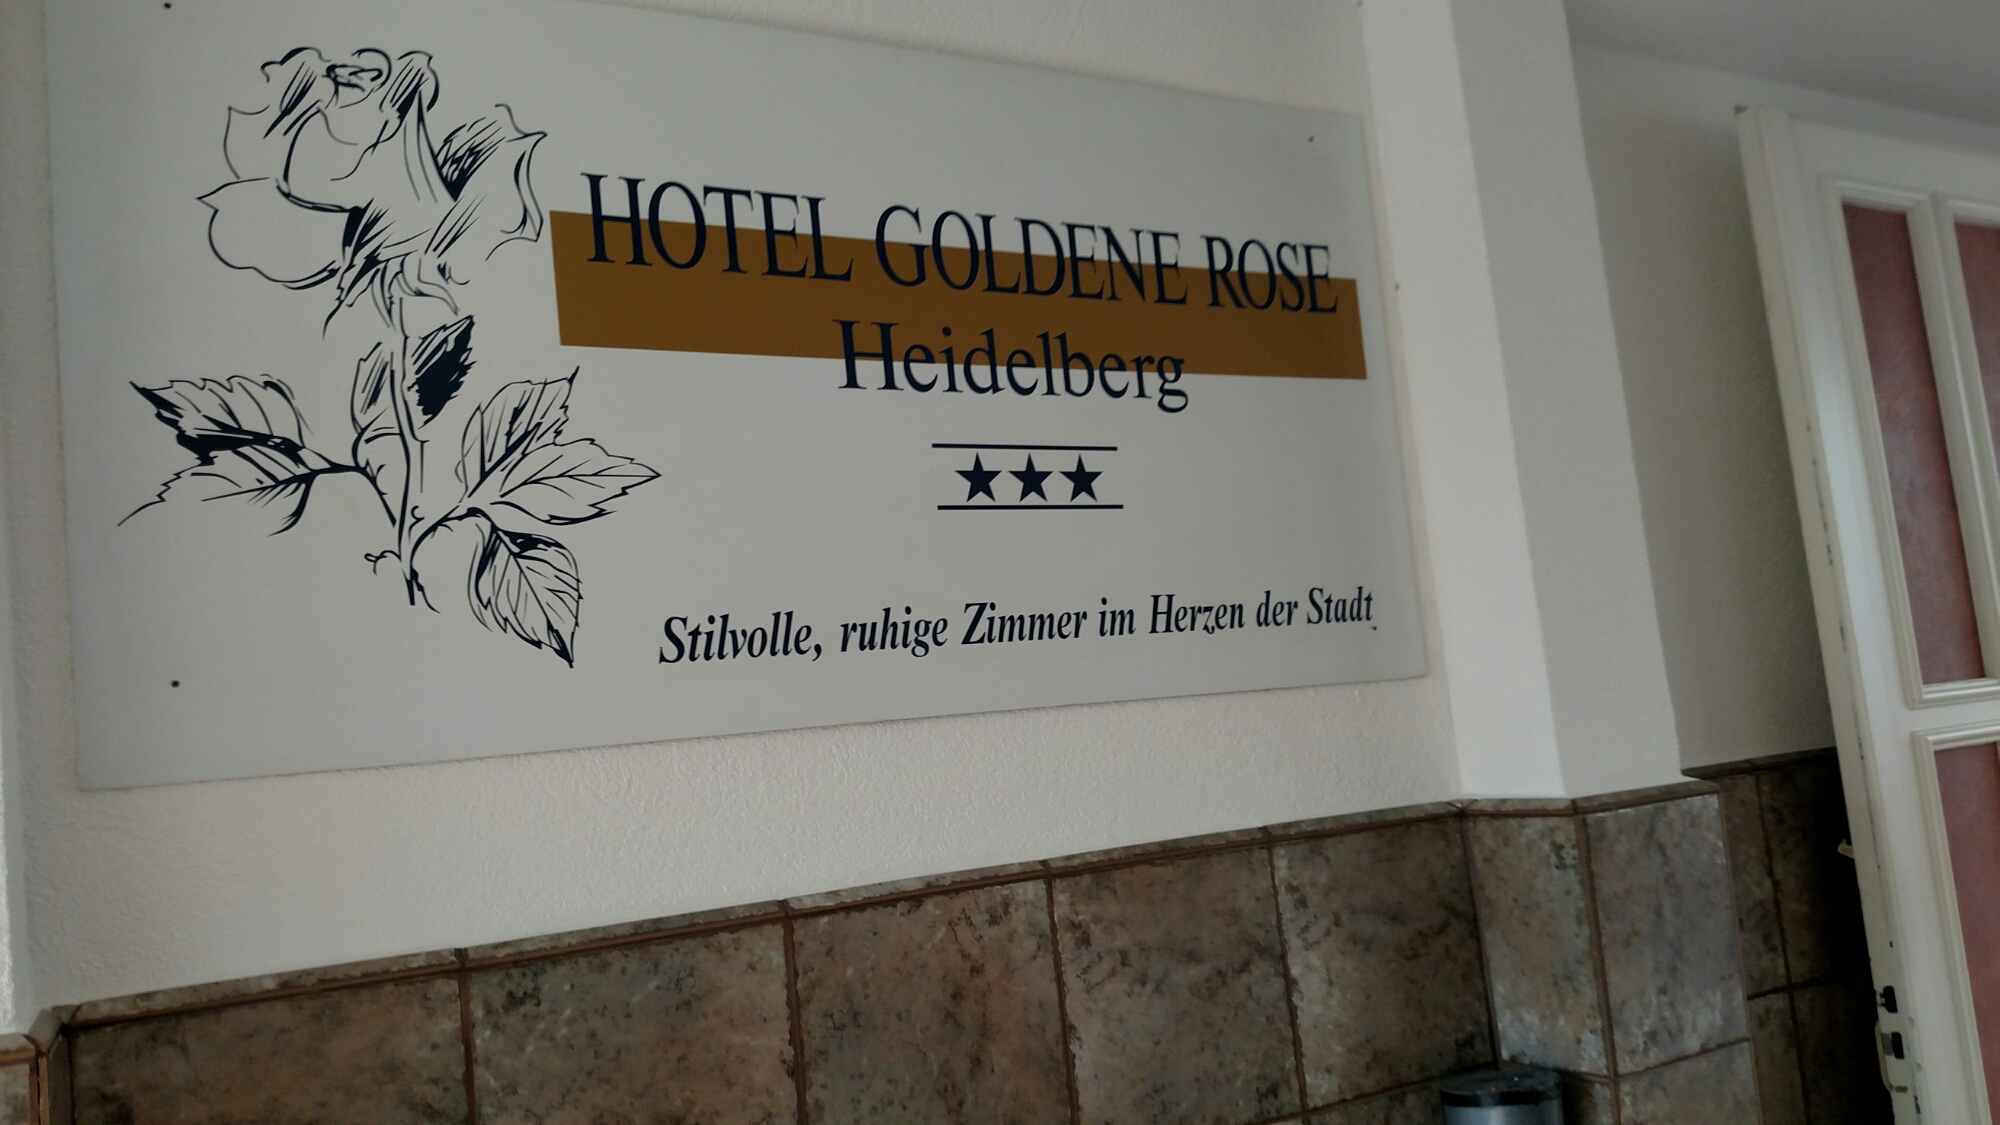 HOTEL GOLDENE ROSE
Heidelberg
Stilvolle, ruhige Zimmer im Herzen der Stadt